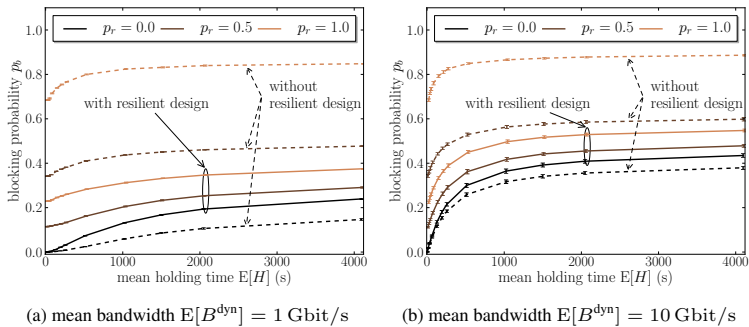 p_r = 0.0 p_r = 0.5 p_r = 1.0
1.0
0.8
0.6
0.4
0.2
0.0
blocking probability p_b
without
resilient design
with resilient design
0 1000 2000 3000 4000
mean holding time E[H] (s)
(a) mean bandwidth E[B^dyn] = 1 Gbit/s
p_r = 0.0 p_r = 0.5 p_r = 1.0
1.0
0.8
0.6
0.4
0.2
0.0
blocking probability p_b
without
resilient design
with resilient design
0 1000 2000 3000 4000
mean holding time E[H] (s)
(b) mean bandwidth E[B^dyn] = 10 Gbit/s